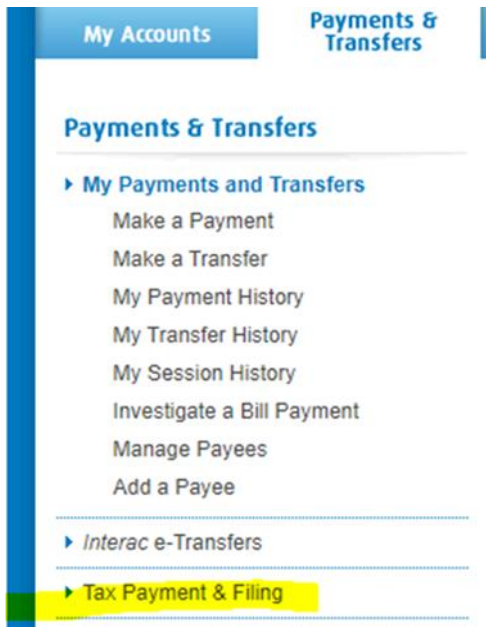 My Accounts
Payments &
Transfers
Payments & Transfers
My Payments and Transfers
Make a Payment
Make a Transfer
My Payment History
My Transfer History
My Session History
Investigate a Bill Payment
Manage Payees
Add a Payee
Interac e-Transfers
Tax Payment & Filing